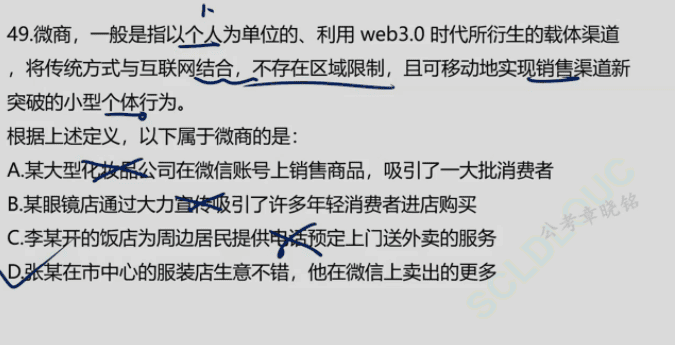 49.微商，一般是指以个人为单位的、利用 web3.0 时代所衍生的载体渠道
，将传统方式与互联网结合，不存在区域限制，且可移动地实现销售渠道新
突破的小型个体行为。
根据上述定义，以下属于微商的是：
A.某大型化妆品公司在微信账号上销售商品，吸引了一大批消费者
B.某眼镜店通过大力宣传吸引了许多年轻消费者进店购买
C.李某开的饭店为周边居民提供电话预定上门送外卖的服务
D.张某在市中心的服装店生意不错，他在微信上卖出的更多
公考章晓铭